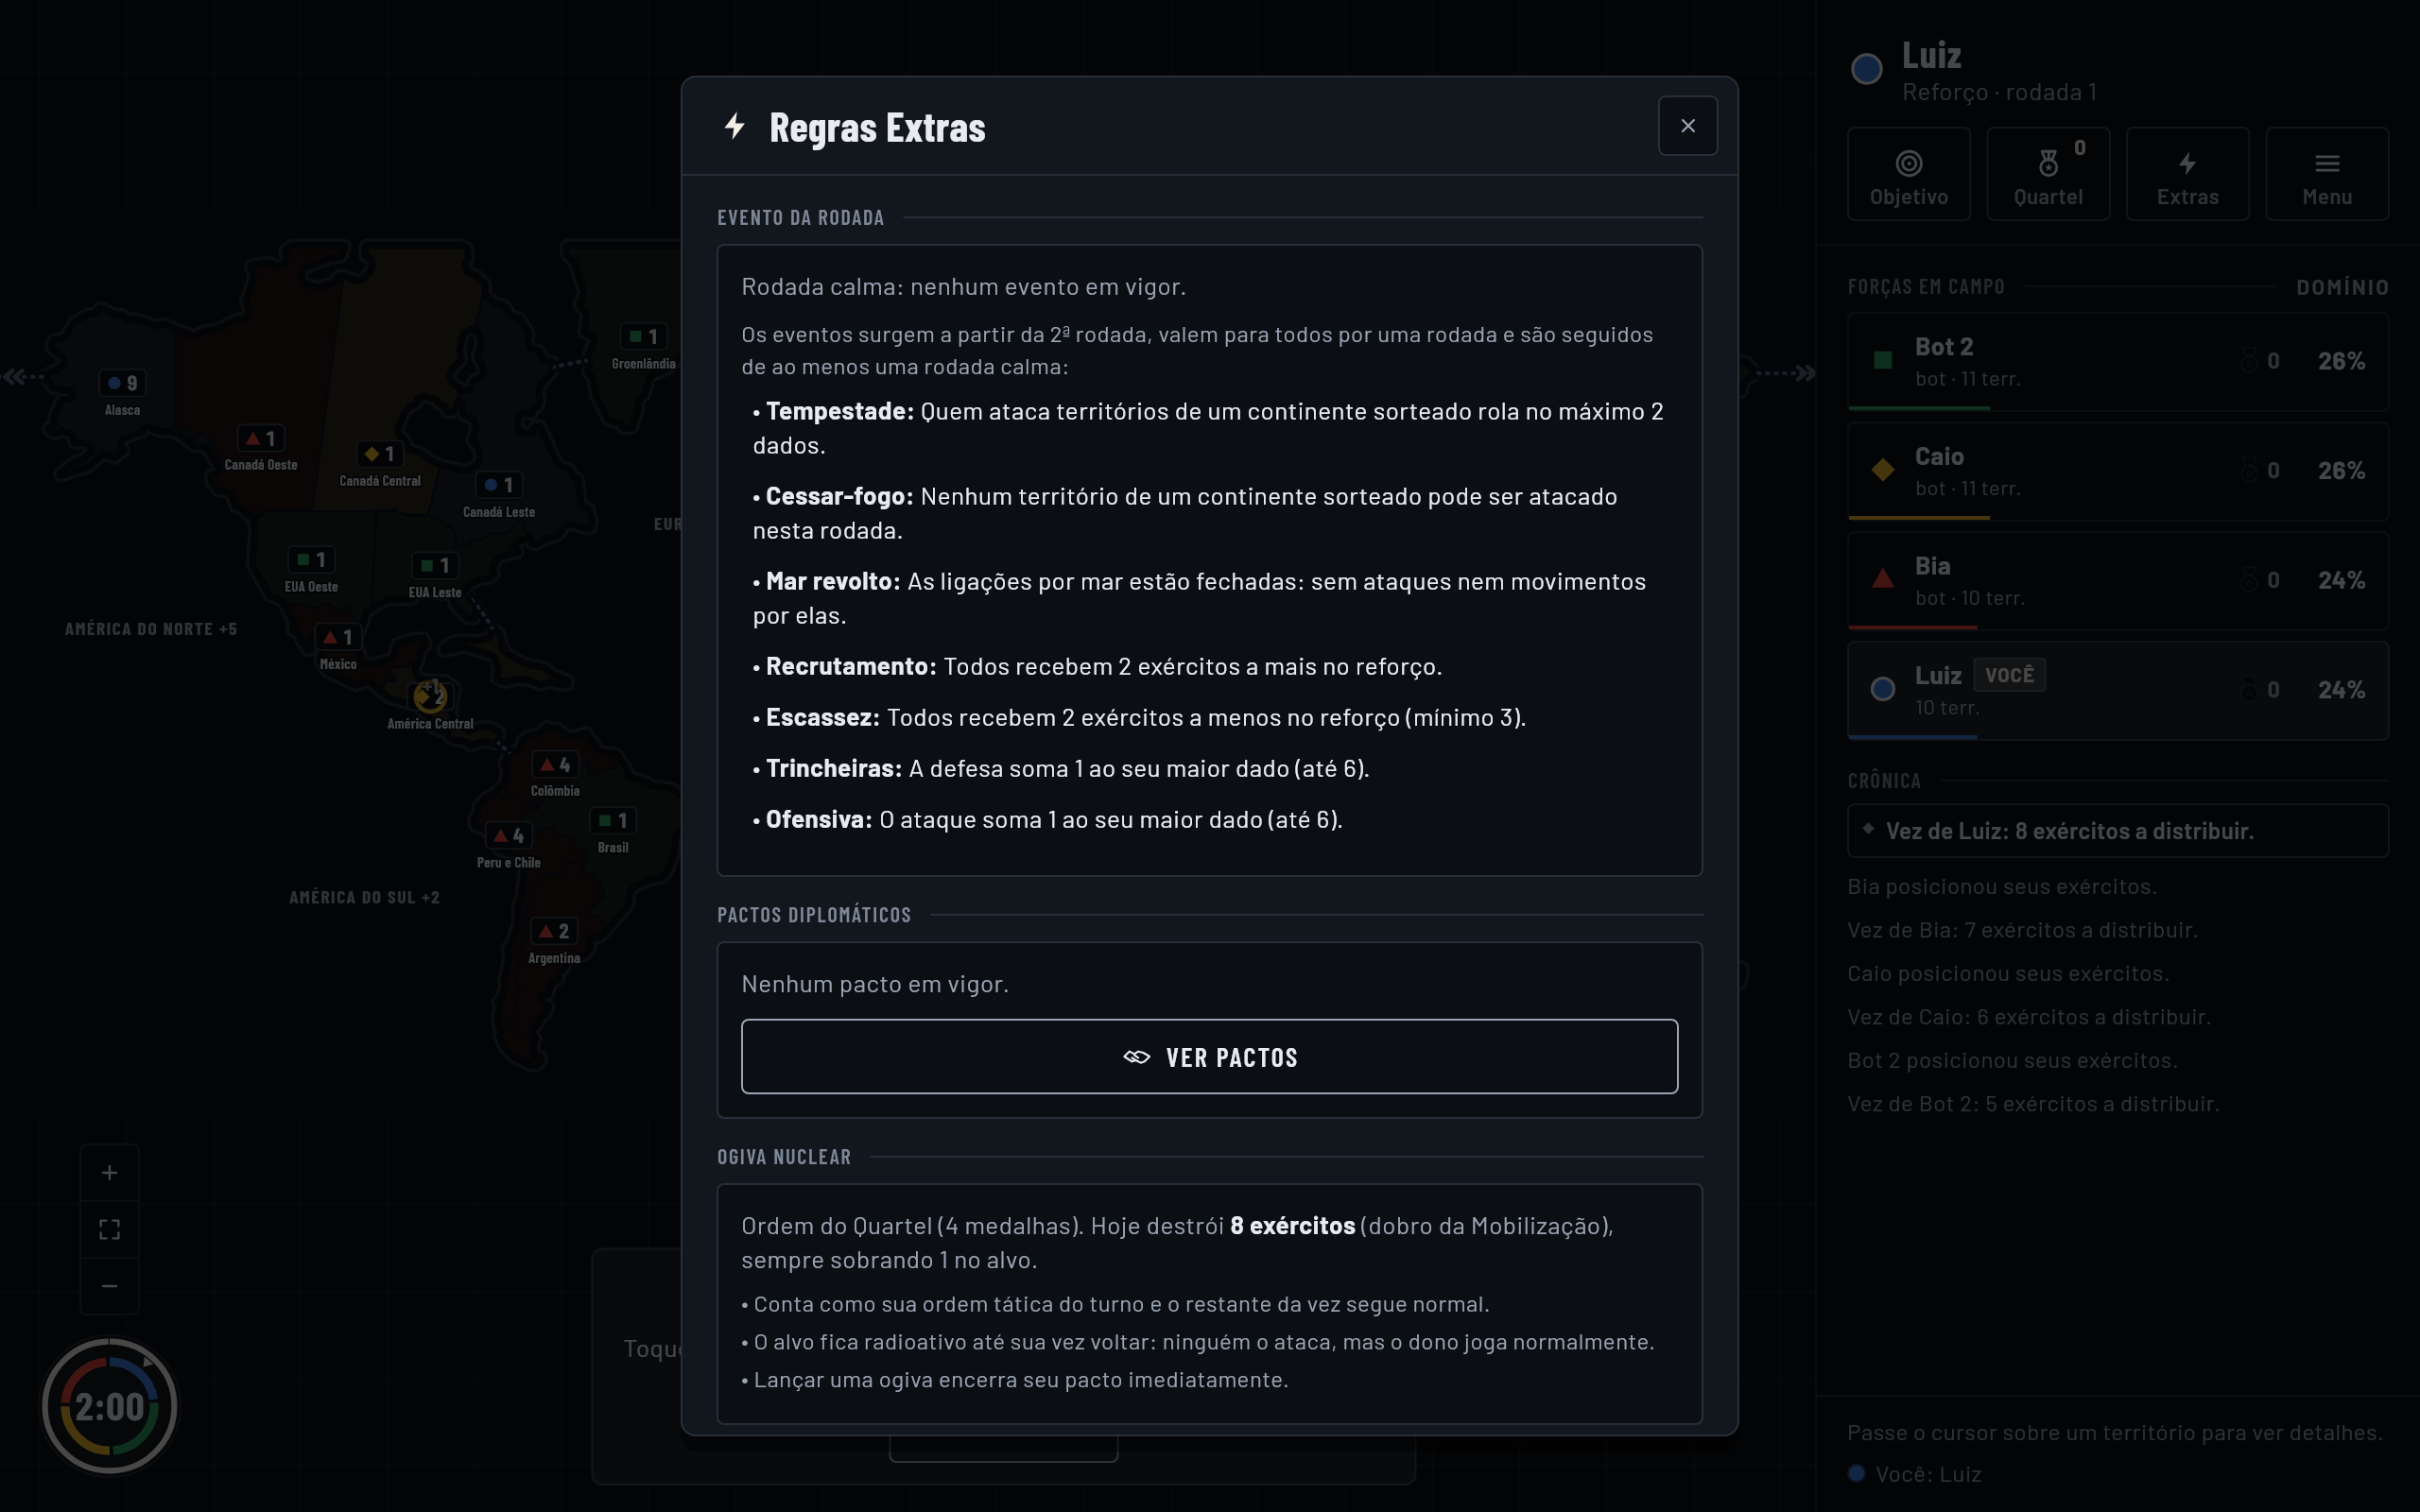 Regras Extras
EVENTO DA RODADA
Rodada calma: nenhum evento em vigor.
Os eventos surgem a partir da 2ª rodada, valem para todos por uma rodada e são seguidos
de ao menos uma rodada calma:
• Tempestade: Quem ataca territórios de um continente sorteado rola no máximo 2
dados.
• Cessar-fogo: Nenhum território de um continente sorteado pode ser atacado
nesta rodada.
• Mar revolto: As ligações por mar estão fechadas: sem ataques nem movimentos
por elas.
• Recrutamento: Todos recebem 2 exércitos a mais no reforço.
• Escassez: Todos recebem 2 exércitos a menos no reforço (mínimo 3).
• Trincheiras: A defesa soma 1 ao seu maior dado (até 6).
• Ofensiva: O ataque soma 1 ao seu maior dado (até 6).
PACTOS DIPLOMÁTICOS
Nenhum pacto em vigor.
VER PACTOS
OGIVA NUCLEAR
Ordem do Quartel (4 medalhas). Hoje destrói 8 exércitos (dobro da Mobilização),
sempre sobrando 1 no alvo.
• Conta como sua ordem tática do turno e o restante da vez segue normal.
• O alvo fica radioativo até sua vez voltar: ninguém o ataca, mas o dono joga normalmente.
• Lançar uma ogiva encerra seu pacto imediatamente.
1
Groenlândia
9
Alasca
1
Canadá Oeste
1
Canadá Central
1
Canadá Leste
EUR
1
EUA Oeste
1
EUA Leste
AMÉRICA DO NORTE +5
1
México
+1
2
América Central
4
Colômbia
1
Brasil
4
Peru e Chile
AMÉRICA DO SUL +2
2
Argentina
2:00
Toque
Luiz
Reforço · rodada 1
Objetivo
0
Quartel
Extras
Menu
FORÇAS EM CAMPO
DOMÍNIO
Bot 2
bot · 11 terr.
0
26%
Caio
bot · 11 terr.
0
26%
Bia
bot · 10 terr.
0
24%
Luiz VOCÊ
10 terr.
0
24%
CRÔNICA
Vez de Luiz: 8 exércitos a distribuir.
Bia posicionou seus exércitos.
Vez de Bia: 7 exércitos a distribuir.
Caio posicionou seus exércitos.
Vez de Caio: 6 exércitos a distribuir.
Bot 2 posicionou seus exércitos.
Vez de Bot 2: 5 exércitos a distribuir.
Passe o cursor sobre um território para ver detalhes.
Você: Luiz